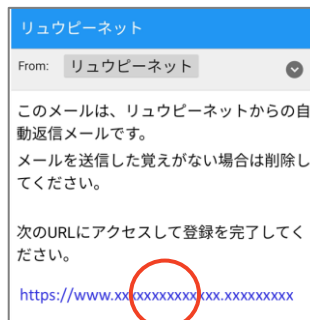 リュウピーネット
From: リュウピーネット
このメールは、リュウピーネットからの自
動返信メールです。
メールを送信した覚えがない場合は削除し
てください。
次のURLにアクセスして登録を完了してく
ださい。
https://www.xxxxxxxxxxxxxx.xxxxxxxxx